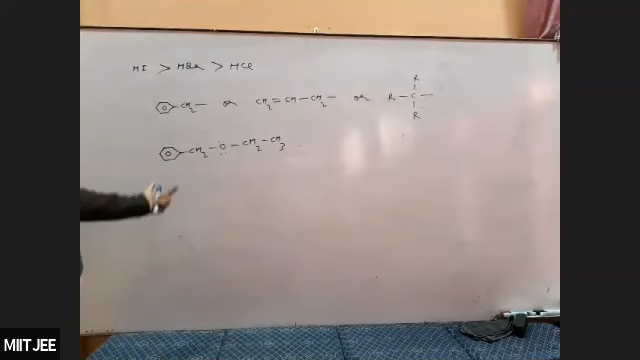 HI > HBr > HCl
CH2 — or CH2 = CH — CH2 — or R — C —
R
R
CH2 — O — CH2 — CH3
MIIT JEE